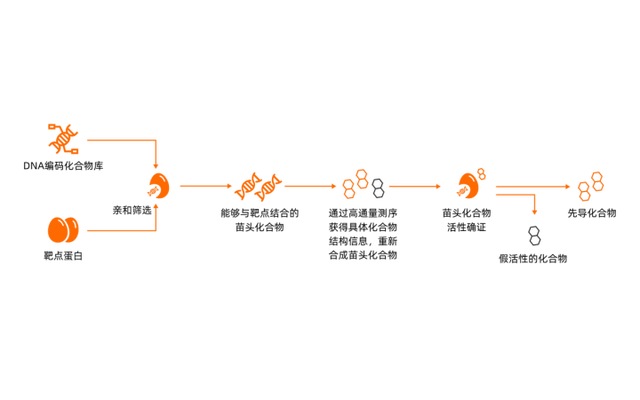 DNA编码化合物库
靶点蛋白
亲和筛选
能够与靶点结合的
苗头化合物
通过高通量测序
获得具体化合物
结构信息，重新
合成苗头化合物
苗头化合物
活性确证
先导化合物
假活性的化合物